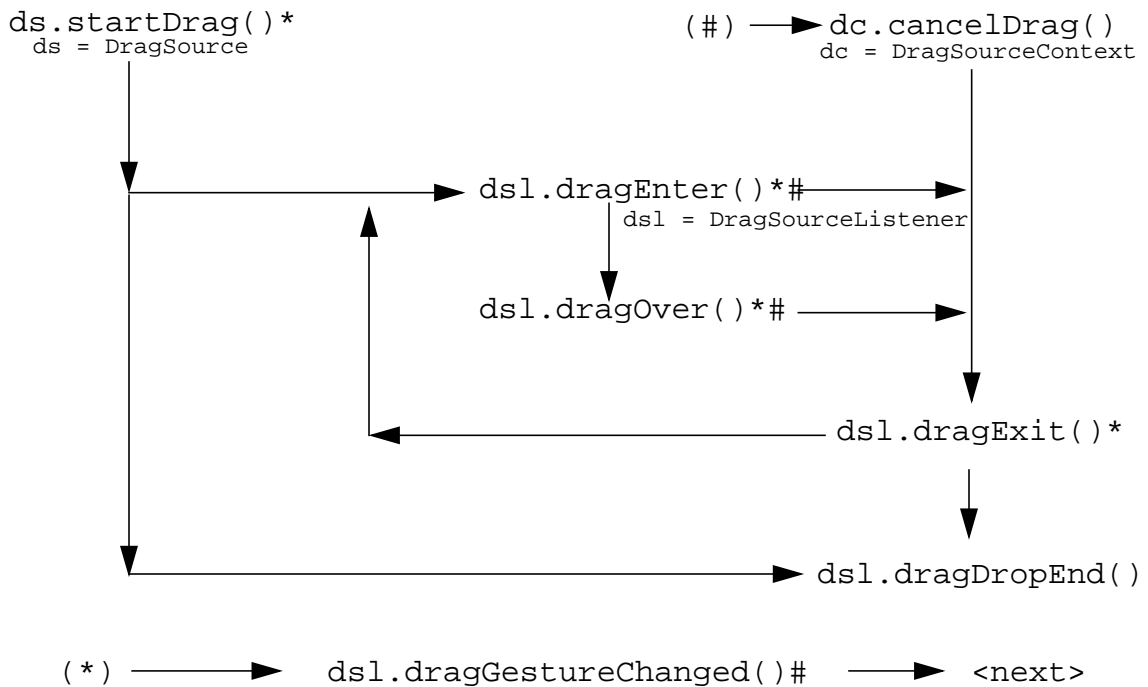 ds.startDrag()*
ds = DragSource
(#)
dc.cancelDrag()
dc = DragSourceContext
dsl.dragEnter()*#
dsl = DragSourceListener
dsl.dragOver()*#
dsl.dragExit()*
dsl.dragDropEnd()
(*)
dsl.dragGestureChanged()#
<next>